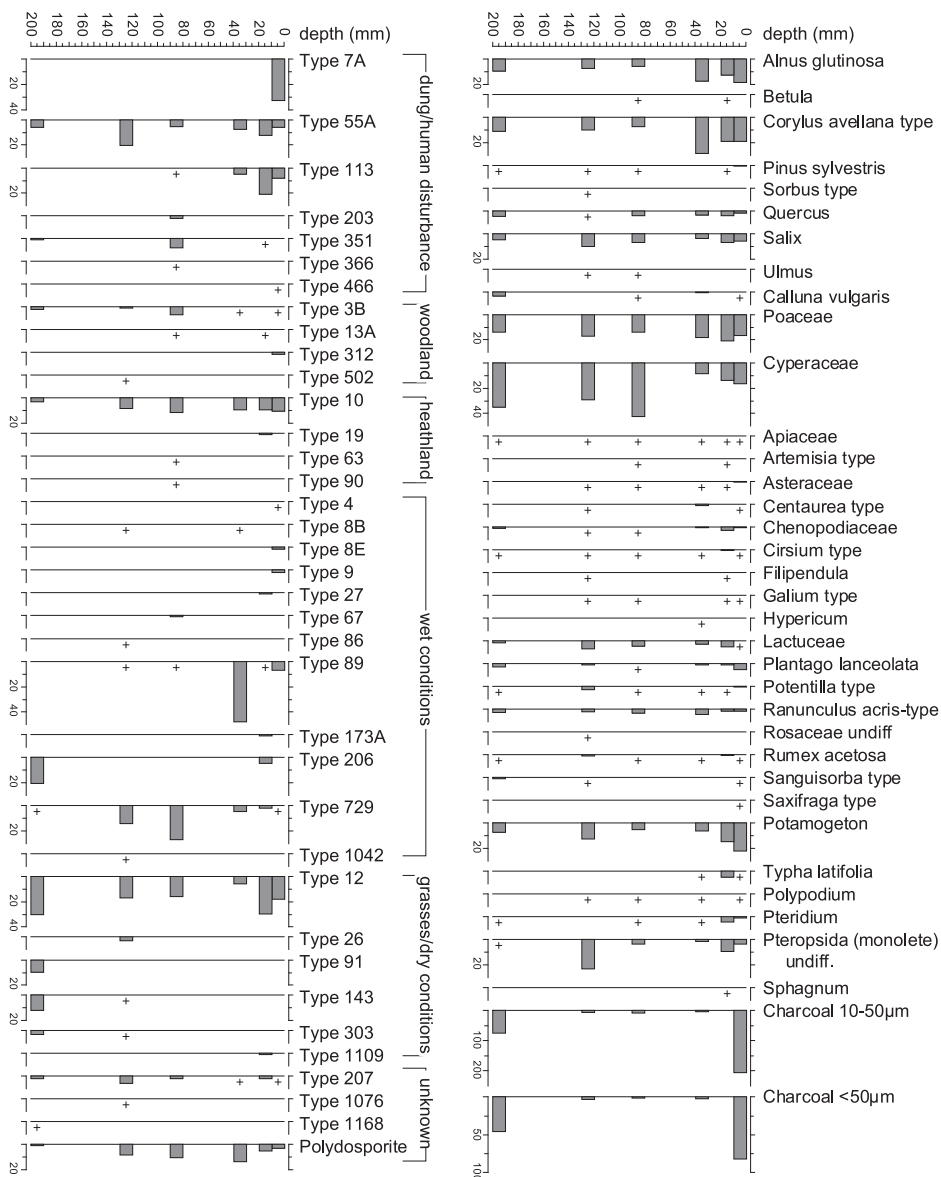 200
180
160
140
120
100
80
60
40
20
0
depth (mm)
Type 7A
20
40
Type 55A
20
Type 113
20
Type 203
Type 351
Type 366
Type 466
dung/human disturbance
Type 3B
Type 13A
Type 312
Type 502
woodland
Type 10
20
Type 19
Type 63
Type 90
heathland
Type 4
Type 8B
Type 8E
Type 9
Type 27
Type 67
Type 86
Type 89
20
40
Type 173A
Type 206
20
Type 729
20
Type 1042
wet conditions
Type 12
20
40
Type 26
Type 91
20
Type 143
20
Type 303
Type 1109
grasses/dry conditions
Type 207
Type 1076
Type 1168
Polydosporite
20
unknown
200
180
160
140
120
100
80
60
40
20
0
depth (mm)
Alnus glutinosa
20
Betula
Corylus avellana type
20
Pinus sylvestris
Sorbus type
Quercus
Salix
20
Ulmus
Calluna vulgaris
Poaceae
20
Cyperaceae
20
40
Apiaceae
Artemisia type
Asteraceae
Centaurea type
Chenopodiaceae
Cirsium type
Filipendula
Galium type
Hypericum
Lactuceae
Plantago lanceolata
Potentilla type
Ranunculus acris-type
Rosaceae undiff
Rumex acetosa
Sanguisorba type
Saxifraga type
Potamogeton
20
Typha latifolia
Polypodium
Pteridium
Pteropsida (monolete)
undiff.
20
Sphagnum
Charcoal 10-50µm
100
200
Charcoal <50µm
50
100